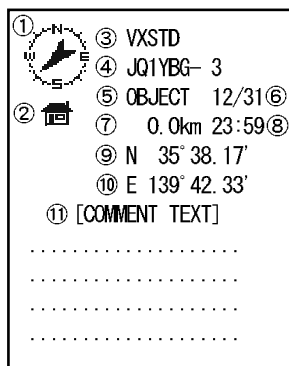 ① N ③ VXSTD
W E ④ JQ1YBG- 3
S ⑤ OBJECT 12/31⑥
② ⑦ 0.0km 23:59⑧
⑨ N 35°38.17'
⑩ E 139°42.33'
⑪ [COMMENT TEXT]
....................
....................
....................
....................